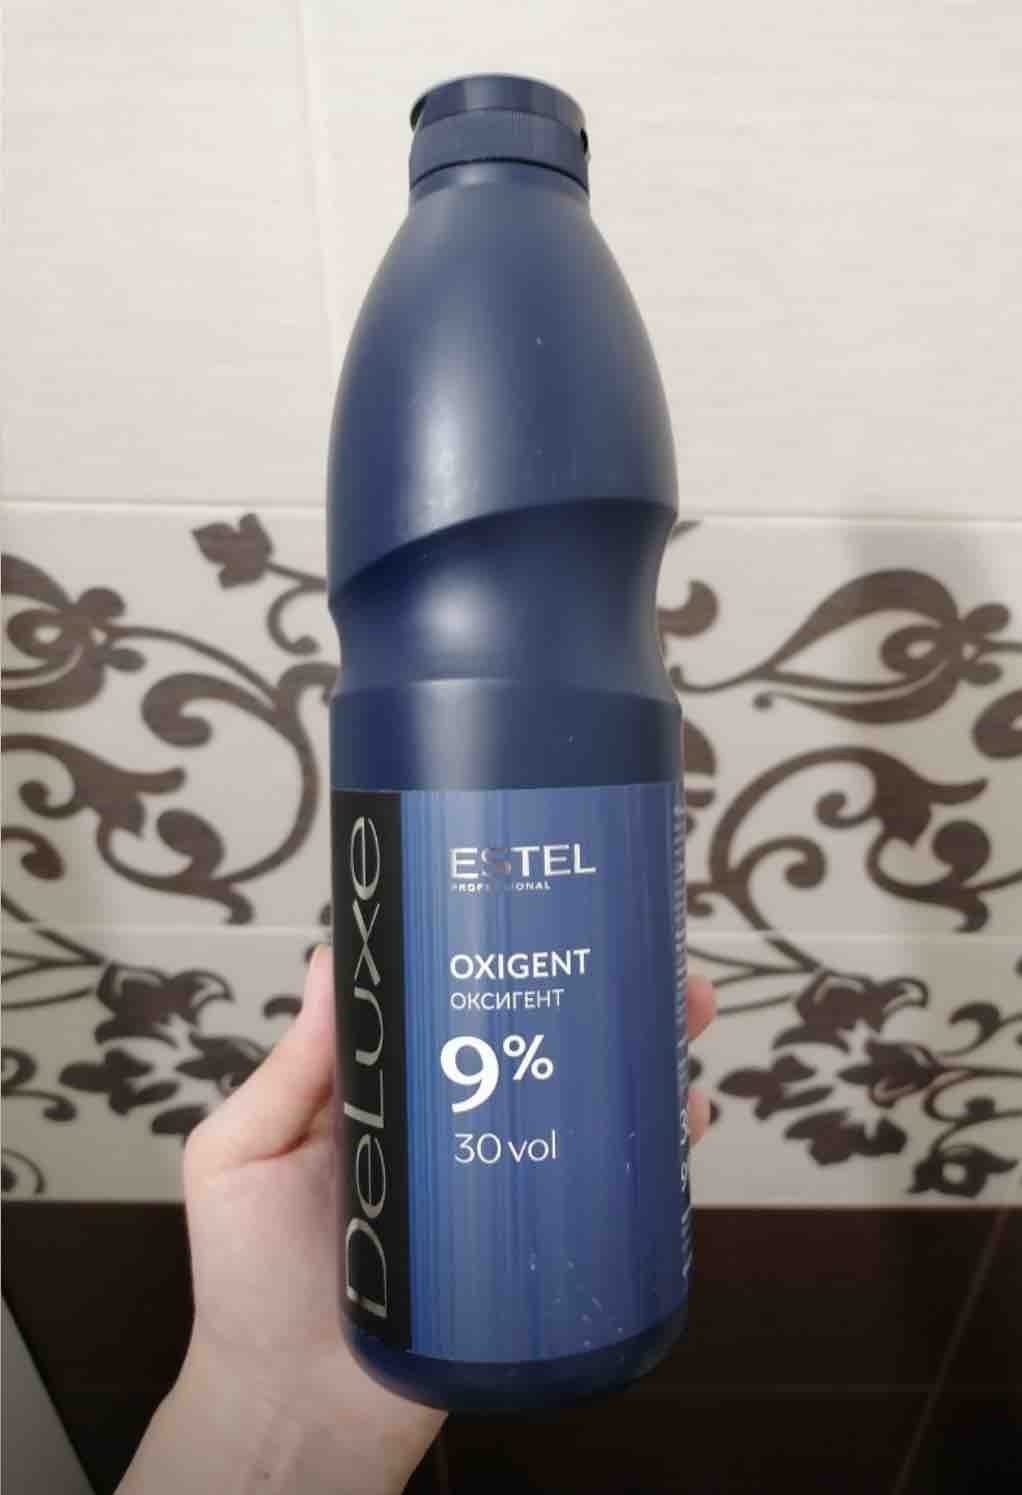 DeLuxe
ESTEL
PROFESSIONAL
OXIGENT
ОКСИГЕНТ
9%
30 vol